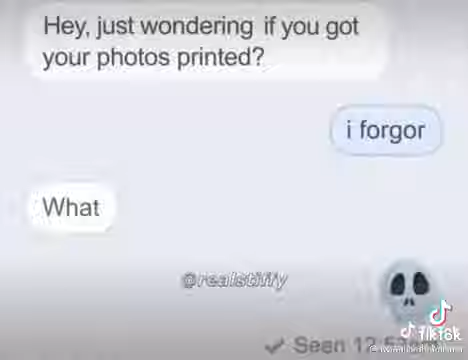 Hey, just wondering if you got
your photos printed?
i forgor
What
@realstiffy
TikTok
Seen